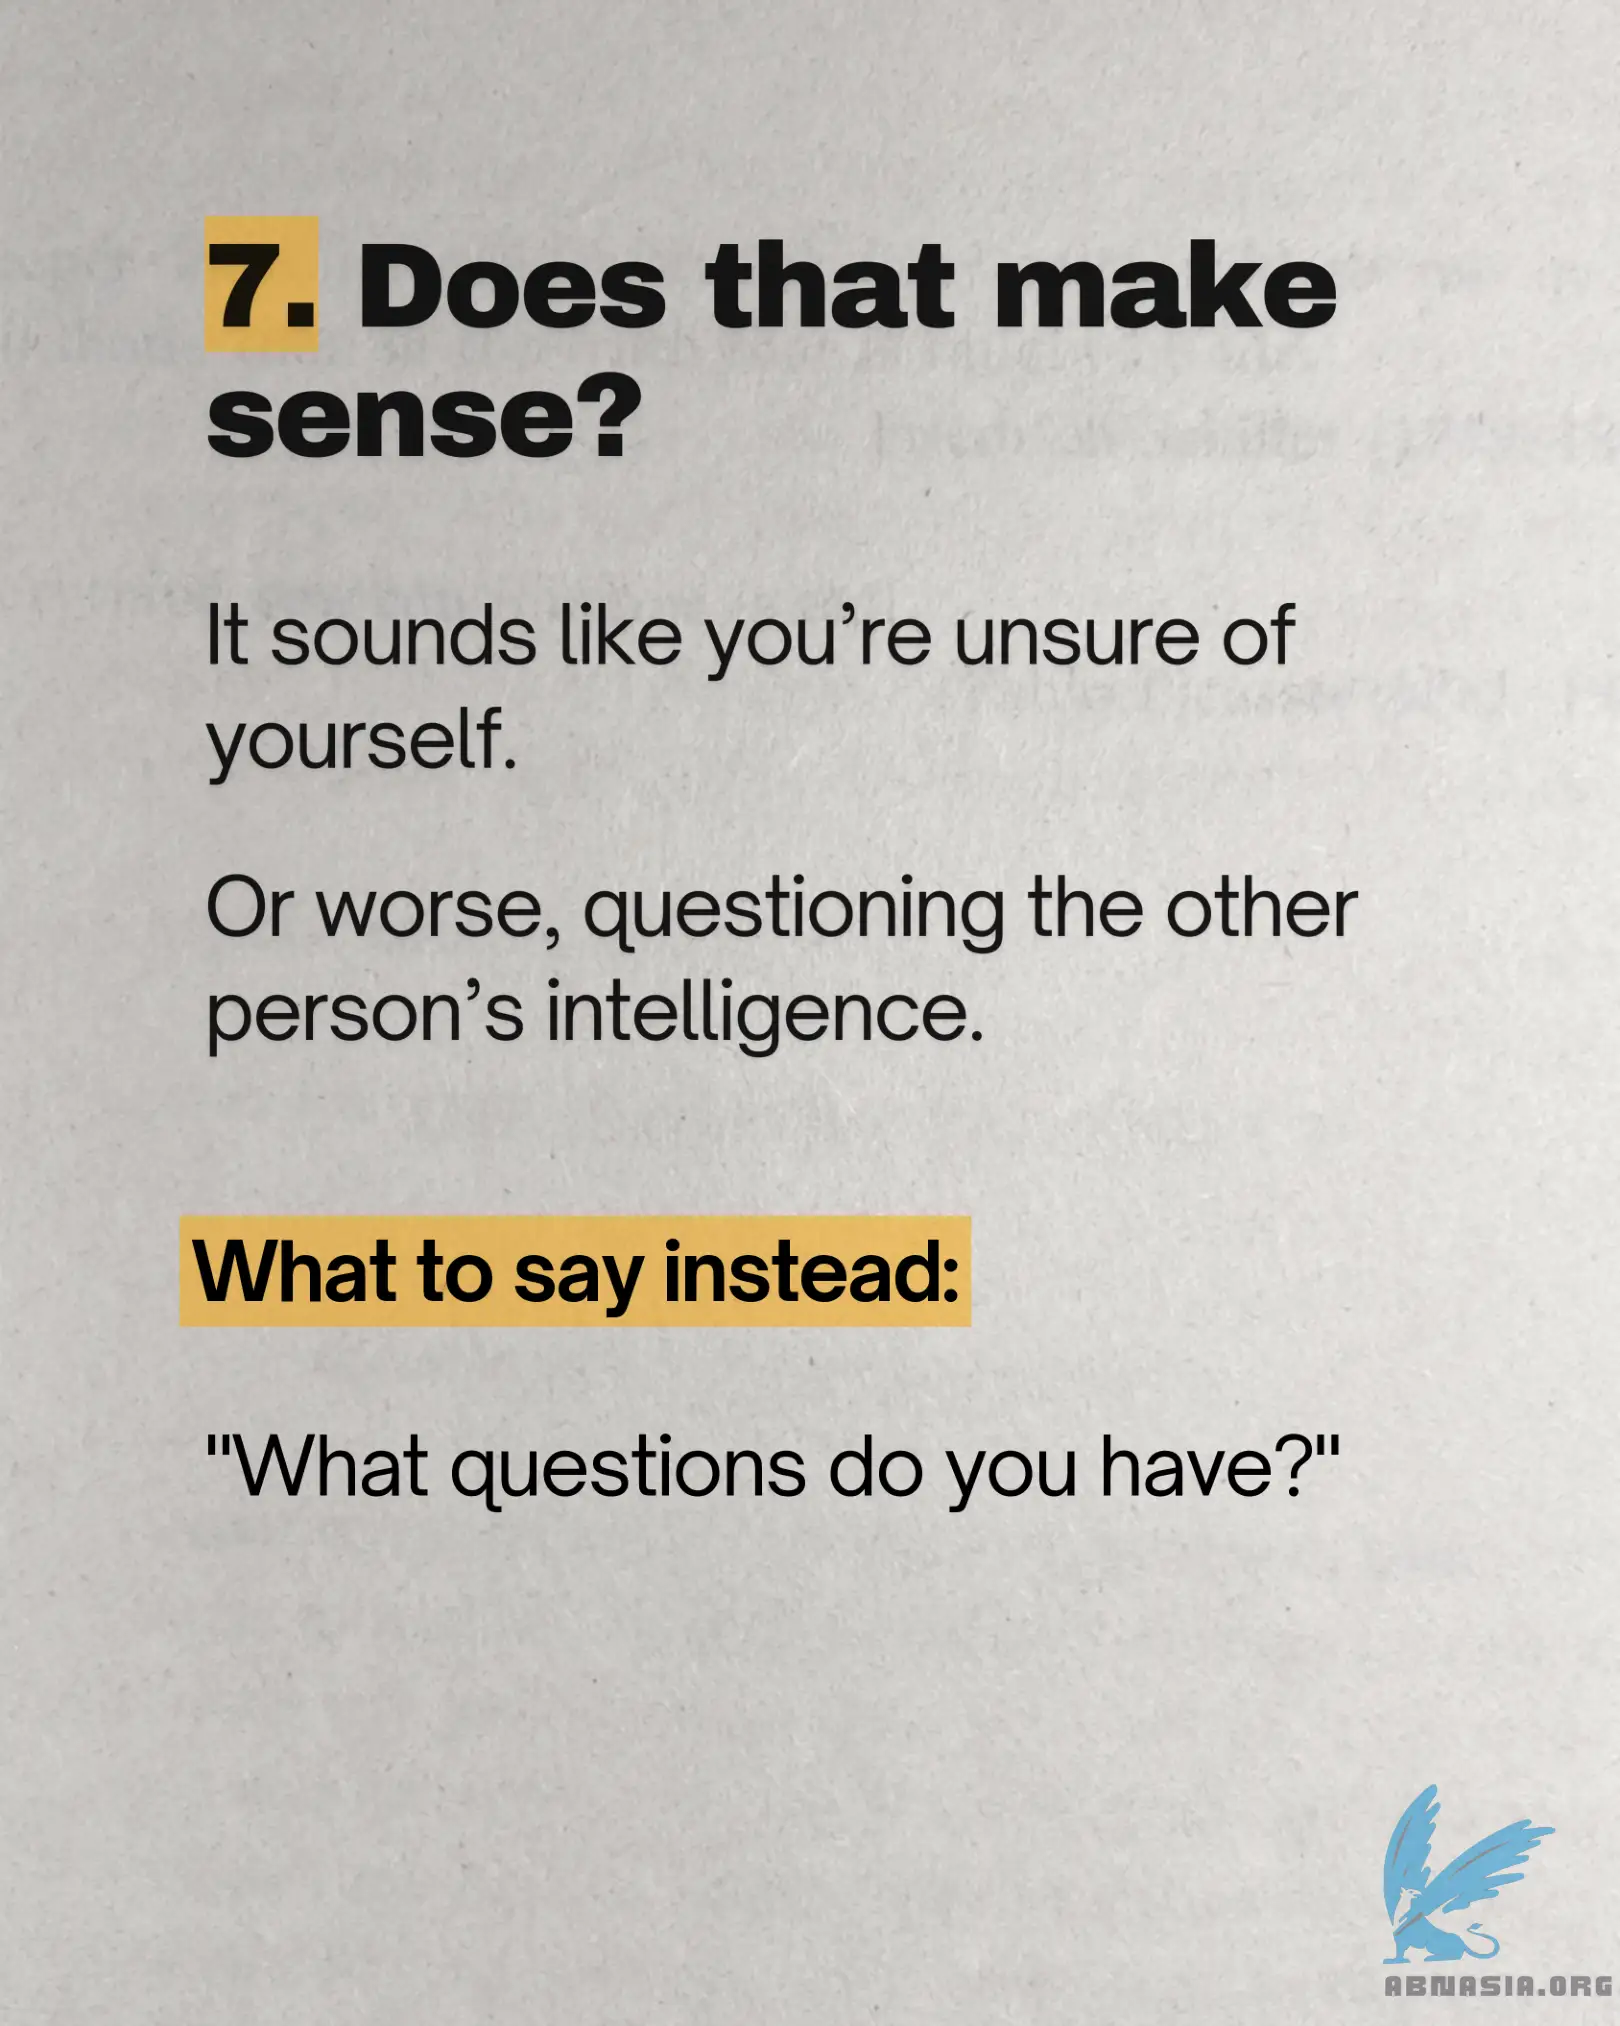 7. Does that make
sense?
It sounds like you’re unsure of
yourself.
Or worse, questioning the other
person’s intelligence.
What to say instead:
"What questions do you have?"
ABNASIA.ORG